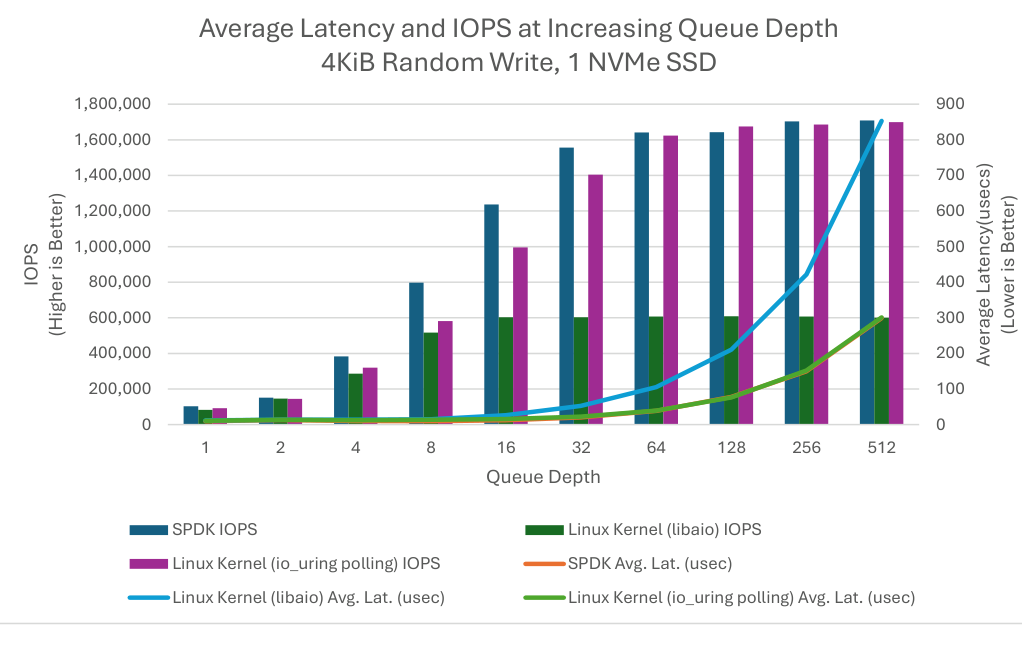 Average Latency and IOPS at Increasing Queue Depth
4KiB Random Write, 1 NVMe SSD
IOPS
(Higher is Better)
1,800,000
1,600,000
1,400,000
1,200,000
1,000,000
800,000
600,000
400,000
200,000
0
900
800
700
600
500
400
300
200
100
0
Average Latency(usecs)
(Lower is Better)
1 2 4 8 16 32 64 128 256 512
Queue Depth
SPDK IOPS
Linux Kernel (libaio) IOPS
Linux Kernel (io_uring polling) IOPS
SPDK Avg. Lat. (usec)
Linux Kernel (libaio) Avg. Lat. (usec)
Linux Kernel (io_uring polling) Avg. Lat. (usec)